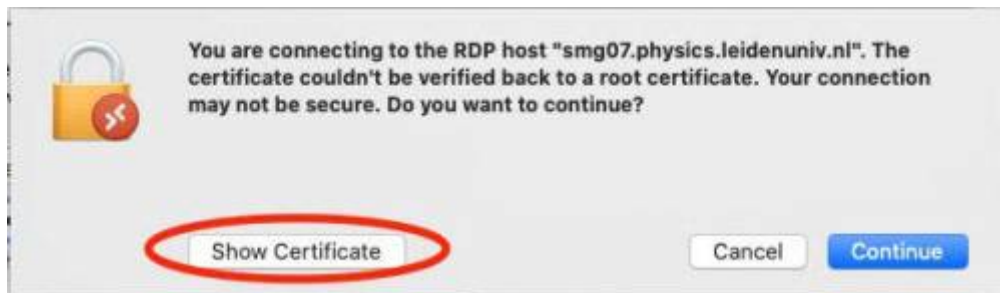 You are connecting to the RDP host "smg07.physics.leidenuniv.nl". The
certificate couldn't be verified back to a root certificate. Your connection
may not be secure. Do you want to continue?
Show Certificate
Cancel
Continue